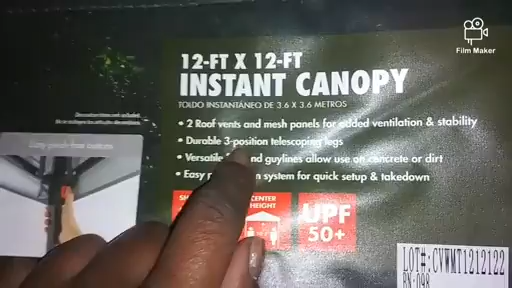 Film Maker
12-FT X 12-FT
INSTANT CANOPY
TOLDO INSTANTÁNEO DE 3.6 X 3.6 METROS
• 2 Roof vents and mesh panels for added ventilation & stability
• Durable 3-position telescoping legs
• Versatile and guylines allow use on concrete or dirt
• Easy system for quick setup & takedown
CENTER
HEIGHT
UPF
50+
LOT#:CVWMT1212122